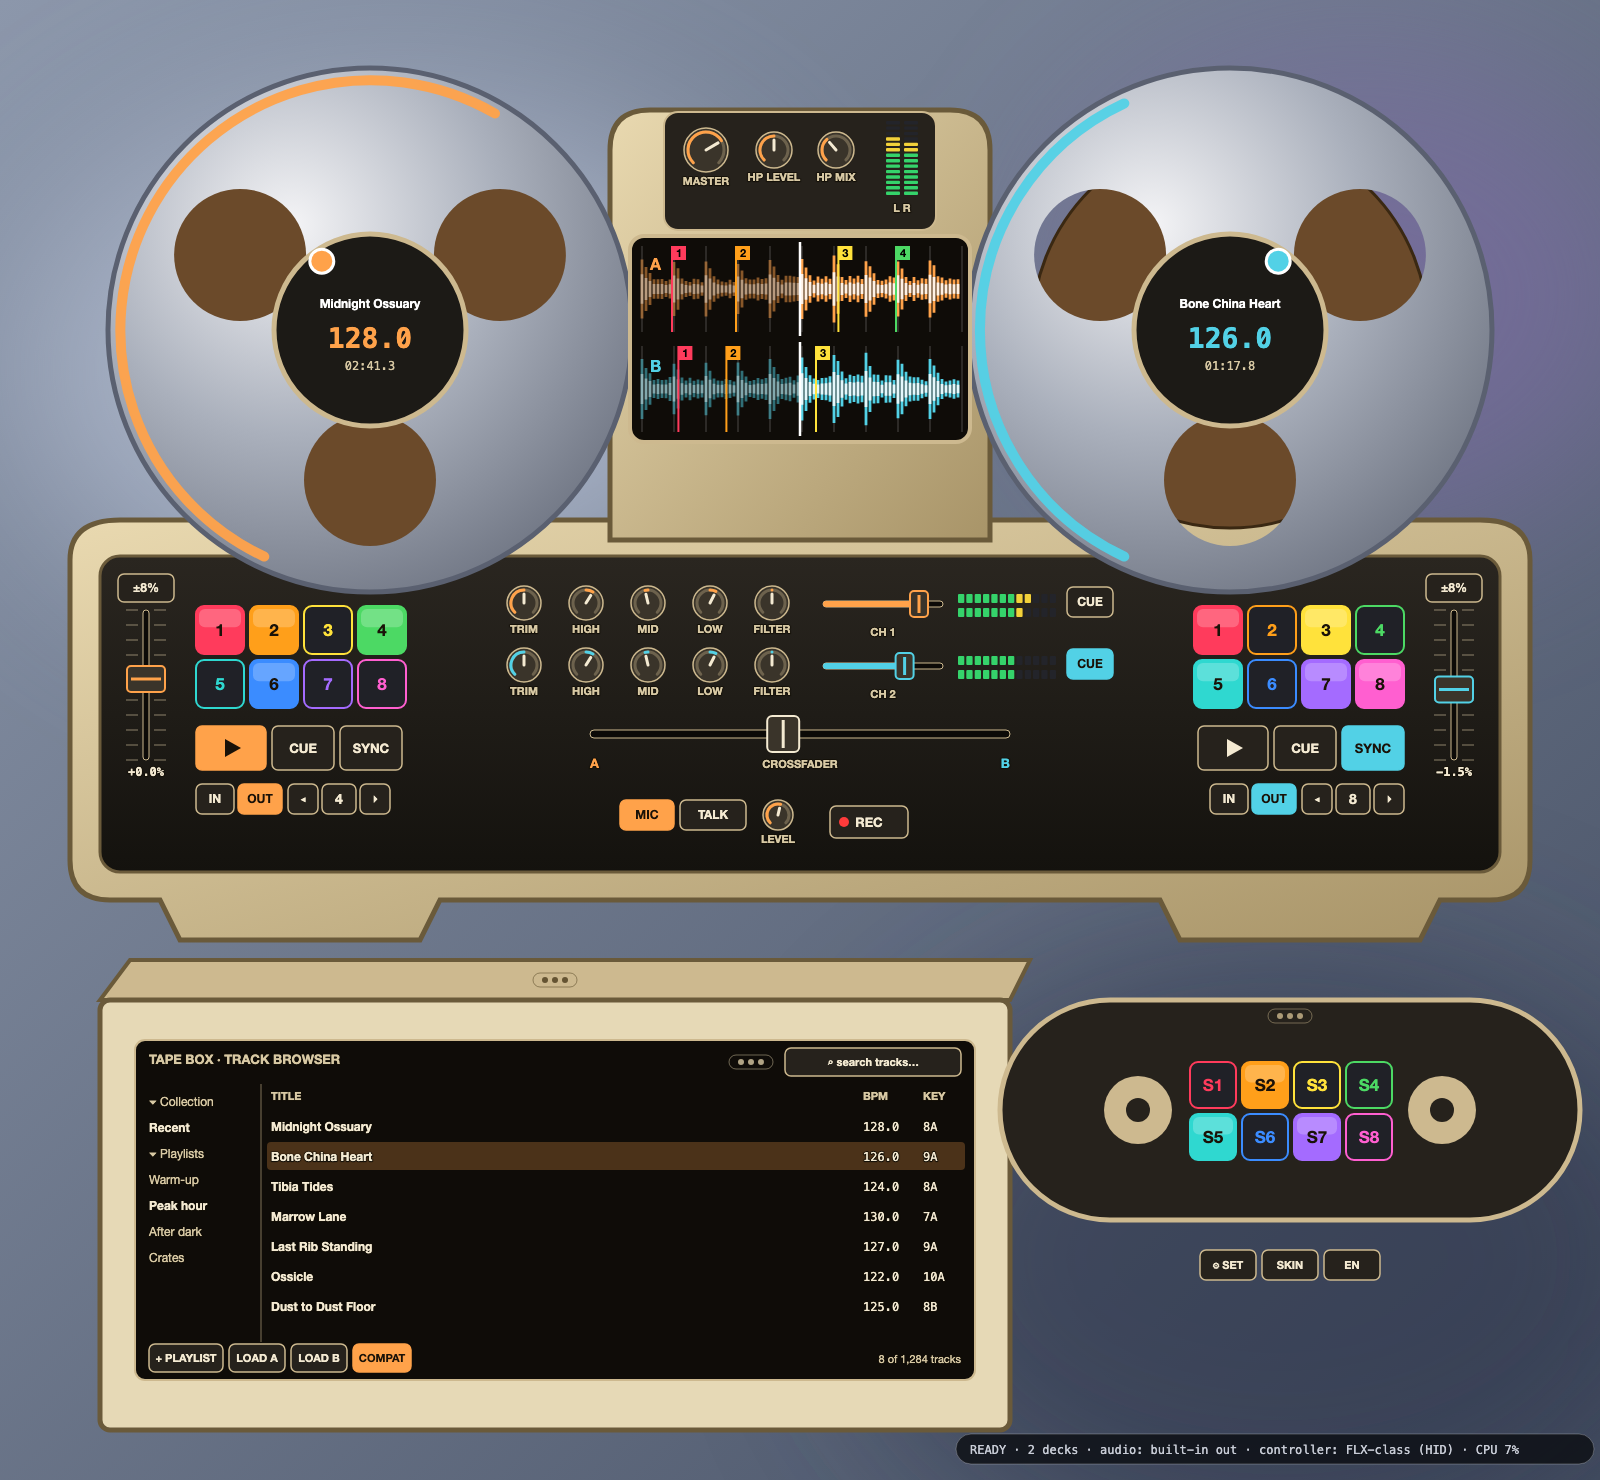 MASTER
HP LEVEL
HP MIX
L R
A
1
2
3
4
B
1
2
3
Midnight Ossuary
128.0
02:41.3
Bone China Heart
126.0
01:17.8
±8%
+0.0%
1 2 3 4
5 6 7 8
CUE SYNC
IN OUT 4
TRIM HIGH MID LOW FILTER
CH 1
CUE
TRIM HIGH MID LOW FILTER
CH 2
CUE
A CROSSFADER B
MIC TALK
LEVEL
REC
±8%
−1.5%
1 2 3 4
5 6 7 8
CUE SYNC
IN OUT 8
TAPE BOX · TRACK BROWSER
search tracks...
Collection
Recent
Playlists
Warm-up
Peak hour
After dark
Crates
TITLE BPM KEY
Midnight Ossuary 128.0 8A
Bone China Heart 126.0 9A
Tibia Tides 124.0 8A
Marrow Lane 130.0 7A
Last Rib Standing 127.0 9A
Ossicle 122.0 10A
Dust to Dust Floor 125.0 8B
+ PLAYLIST LOAD A LOAD B COMPAT
8 of 1,284 tracks
S1 S2 S3 S4
S5 S6 S7 S8
SET SKIN EN
READY · 2 decks · audio: built-in out · controller: FLX-class (HID) · CPU 7%